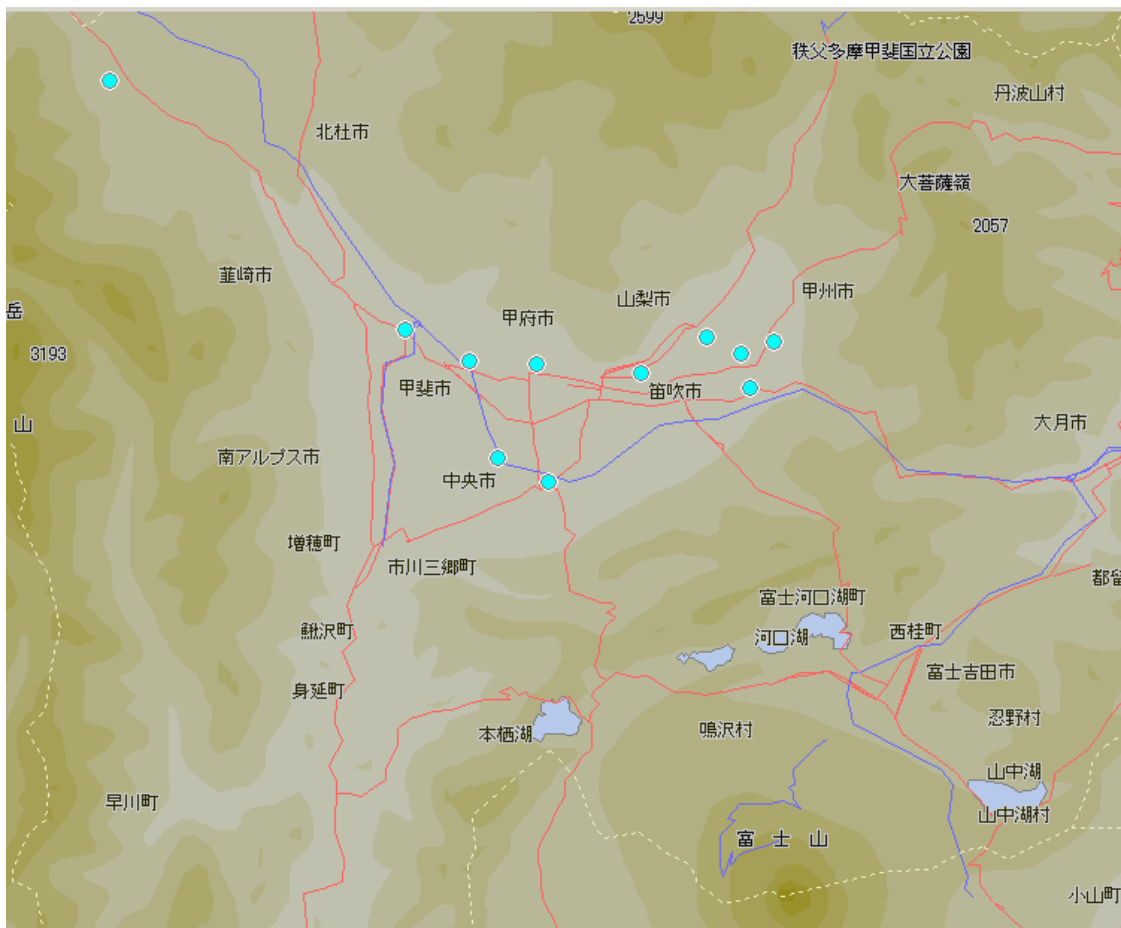 2599
秩父多摩甲斐国立公園
丹波山村
北杜市
大菩薩嶺
2057
韮崎市
甲州市
山梨市
岳
甲府市
3193
甲斐市
笛吹市
山
大月市
南アルプス市
中央市
増穂町
市川三郷町
都留
富士河口湖町
鰍沢町
河口湖
西桂町
富士吉田市
身延町
忍野村
本栖湖
鳴沢村
山中湖
早川町
山中湖村
富士山
小山町